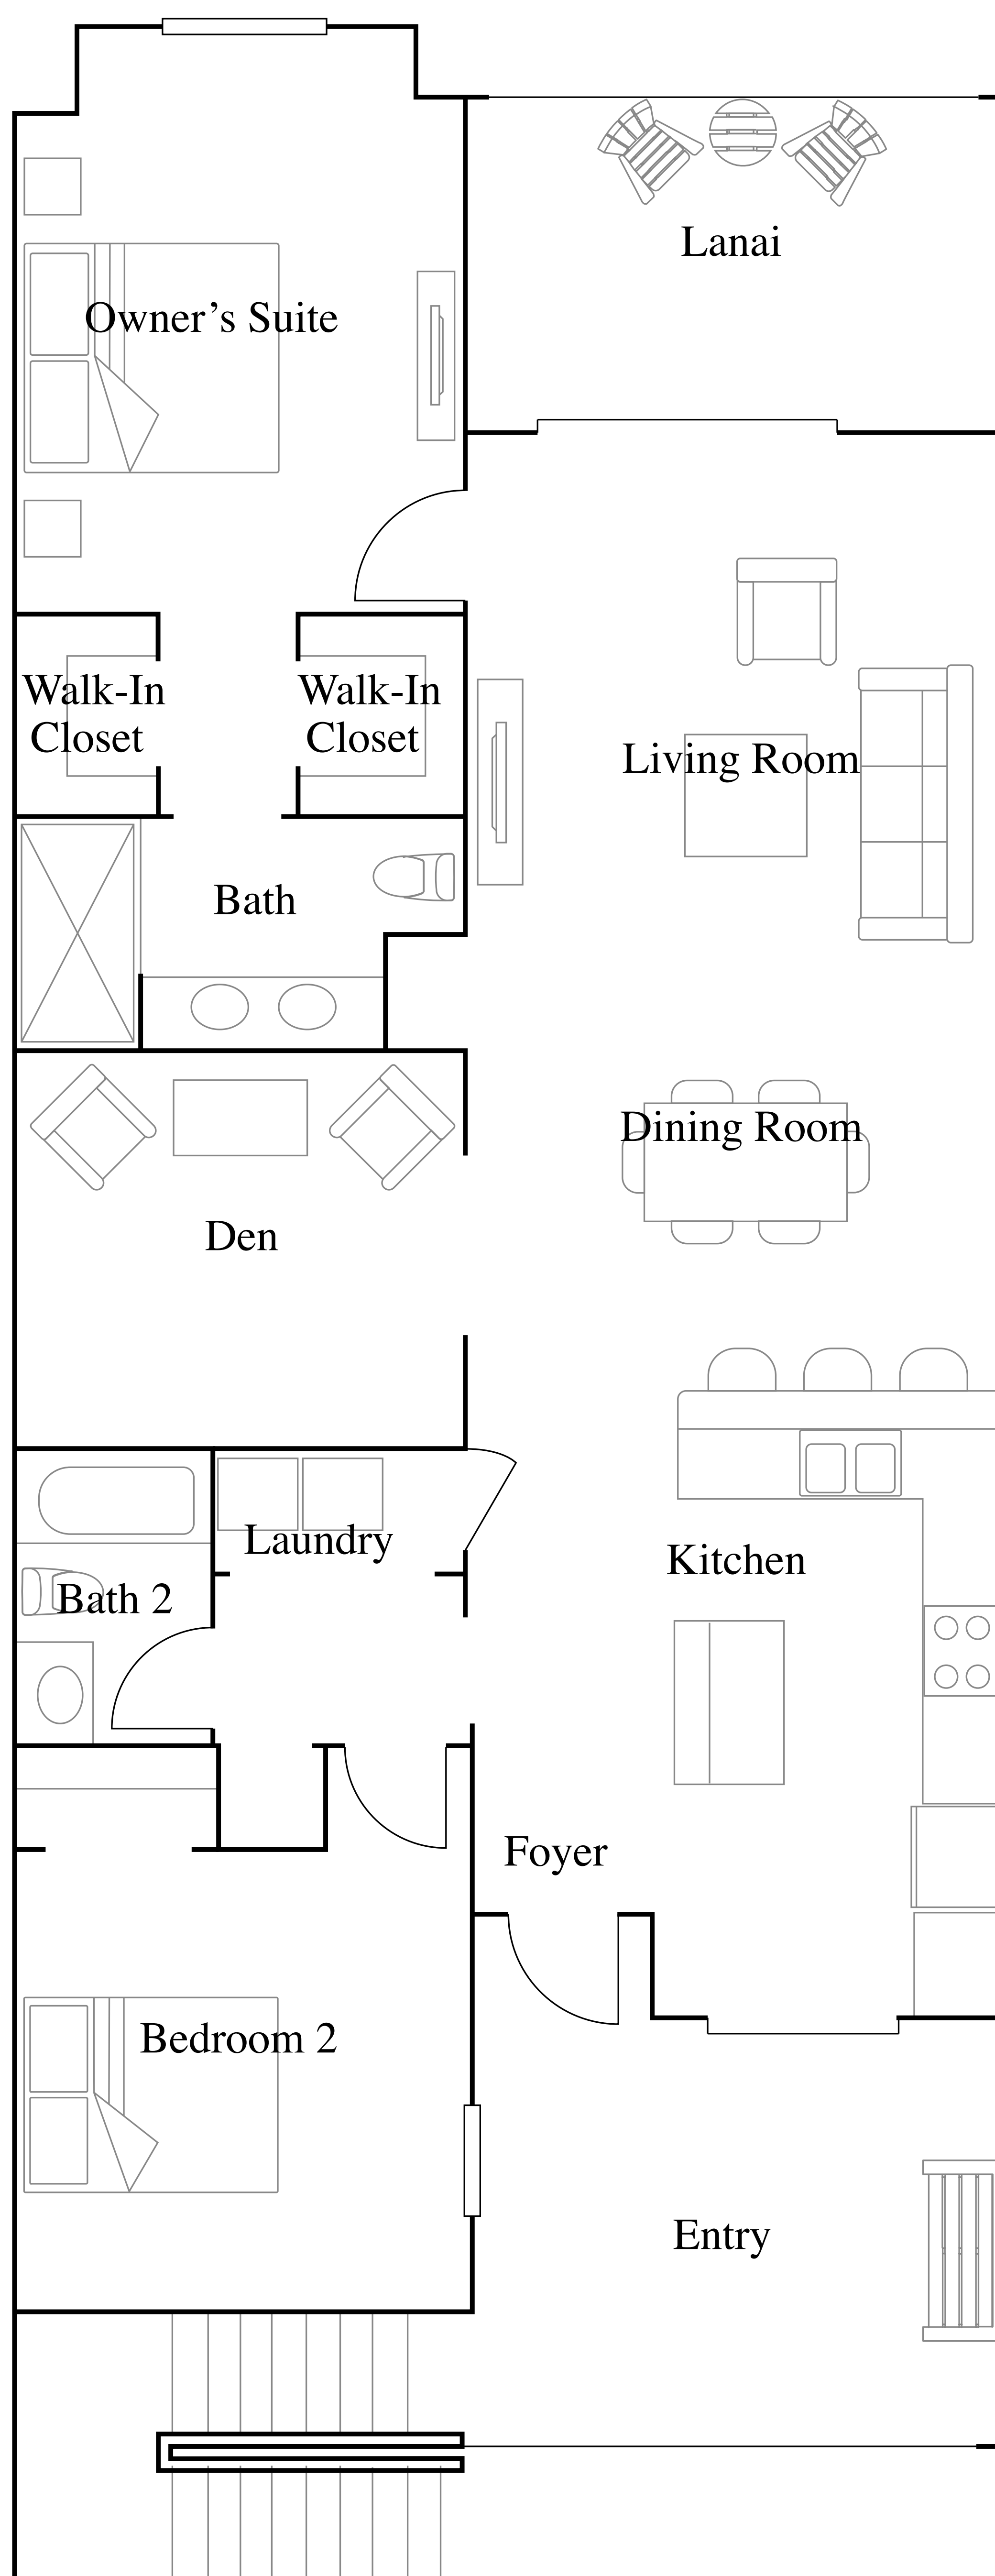 Lanai
Owner's Suite
Walk-In
Closet
Walk-In
Closet
Living Room
Bath
Dining Room
Den
Laundry
Kitchen
Bath 2
Foyer
Bedroom 2
Entry